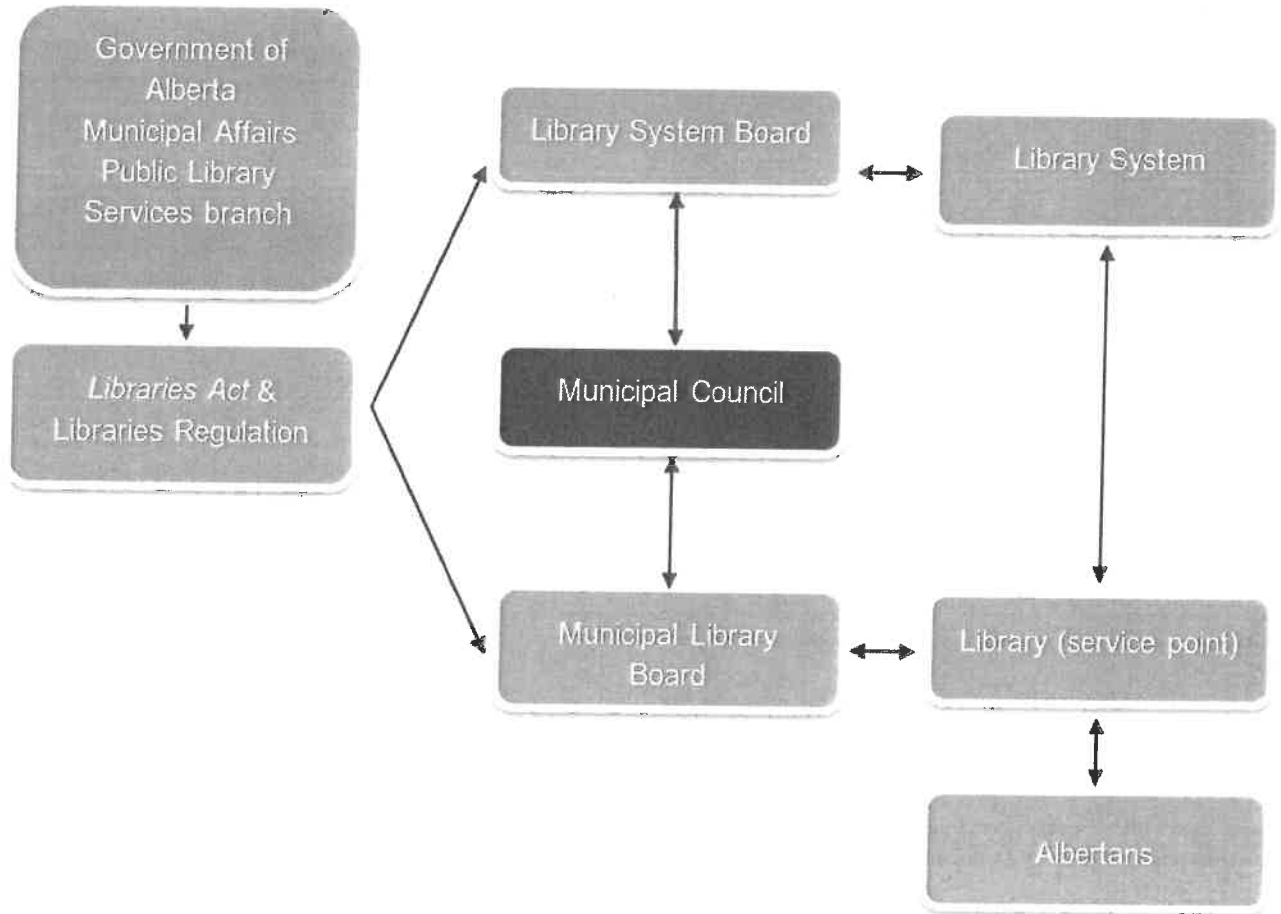 Government of
Alberta
Municipal Affairs
Public Library
Services branch
Libraries Act &
Libraries Regulation
Library System Board
Library System
Municipal Council
Municipal Library
Board
Library (service point)
Albertans